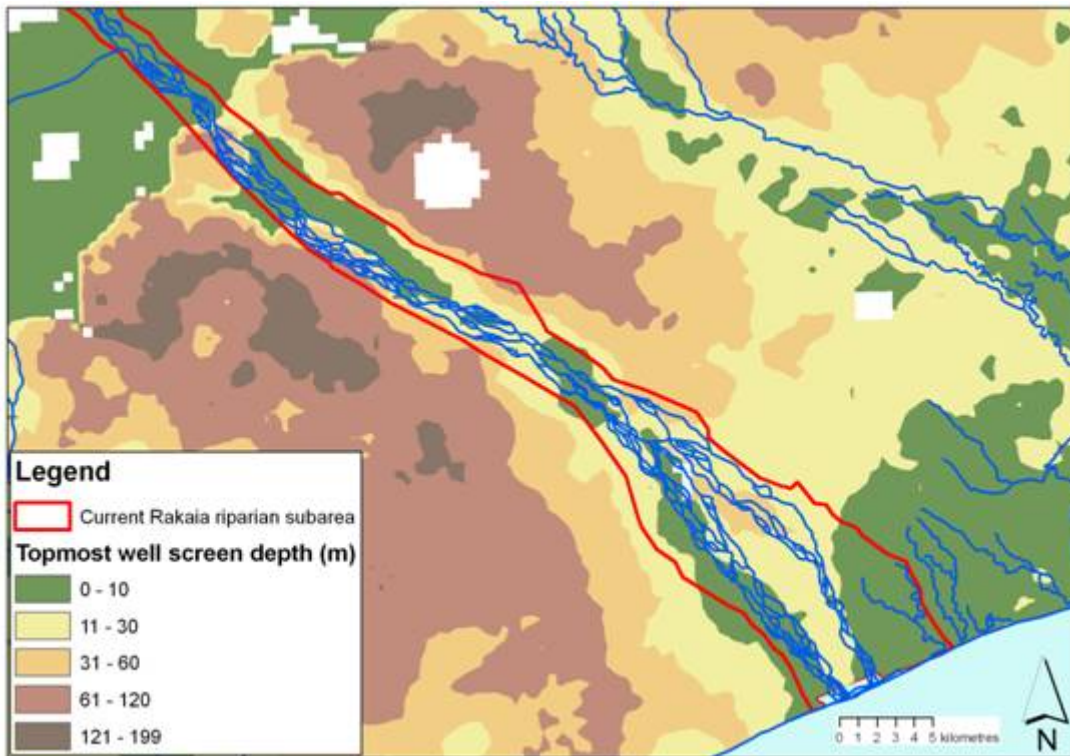 Legend
Current Rakaia riparian subarea
Topmost well screen depth (m)
0 - 10
11 - 30
31 - 60
61 - 120
121 - 199
0 1 2 3 4 5 kilometres
N